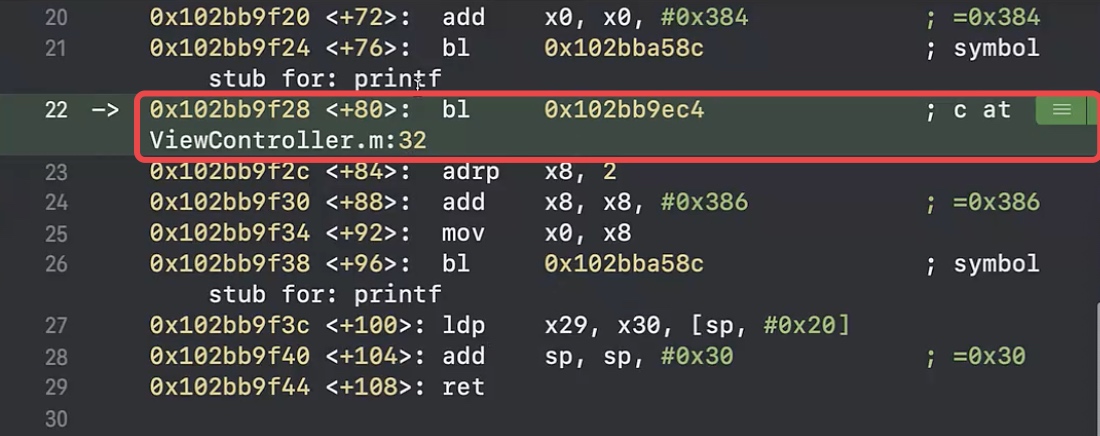 20 0x102bb9f20 <+72>: add x0, x0, #0x384 ; =0x384
21 0x102bb9f24 <+76>: bl 0x102bba58c ; symbol
stub for: printf
22 -> 0x102bb9f28 <+80>: bl 0x102bb9ec4 ; c at
ViewController.m:32
23 0x102bb9f2c <+84>: adrp x8, 2
24 0x102bb9f30 <+88>: add x8, x8, #0x386 ; =0x386
25 0x102bb9f34 <+92>: mov x0, x8
26 0x102bb9f38 <+96>: bl 0x102bba58c ; symbol
stub for: printf
27 0x102bb9f3c <+100>: ldp x29, x30, [sp, #0x20]
28 0x102bb9f40 <+104>: add sp, sp, #0x30 ; =0x30
29 0x102bb9f44 <+108>: ret
30